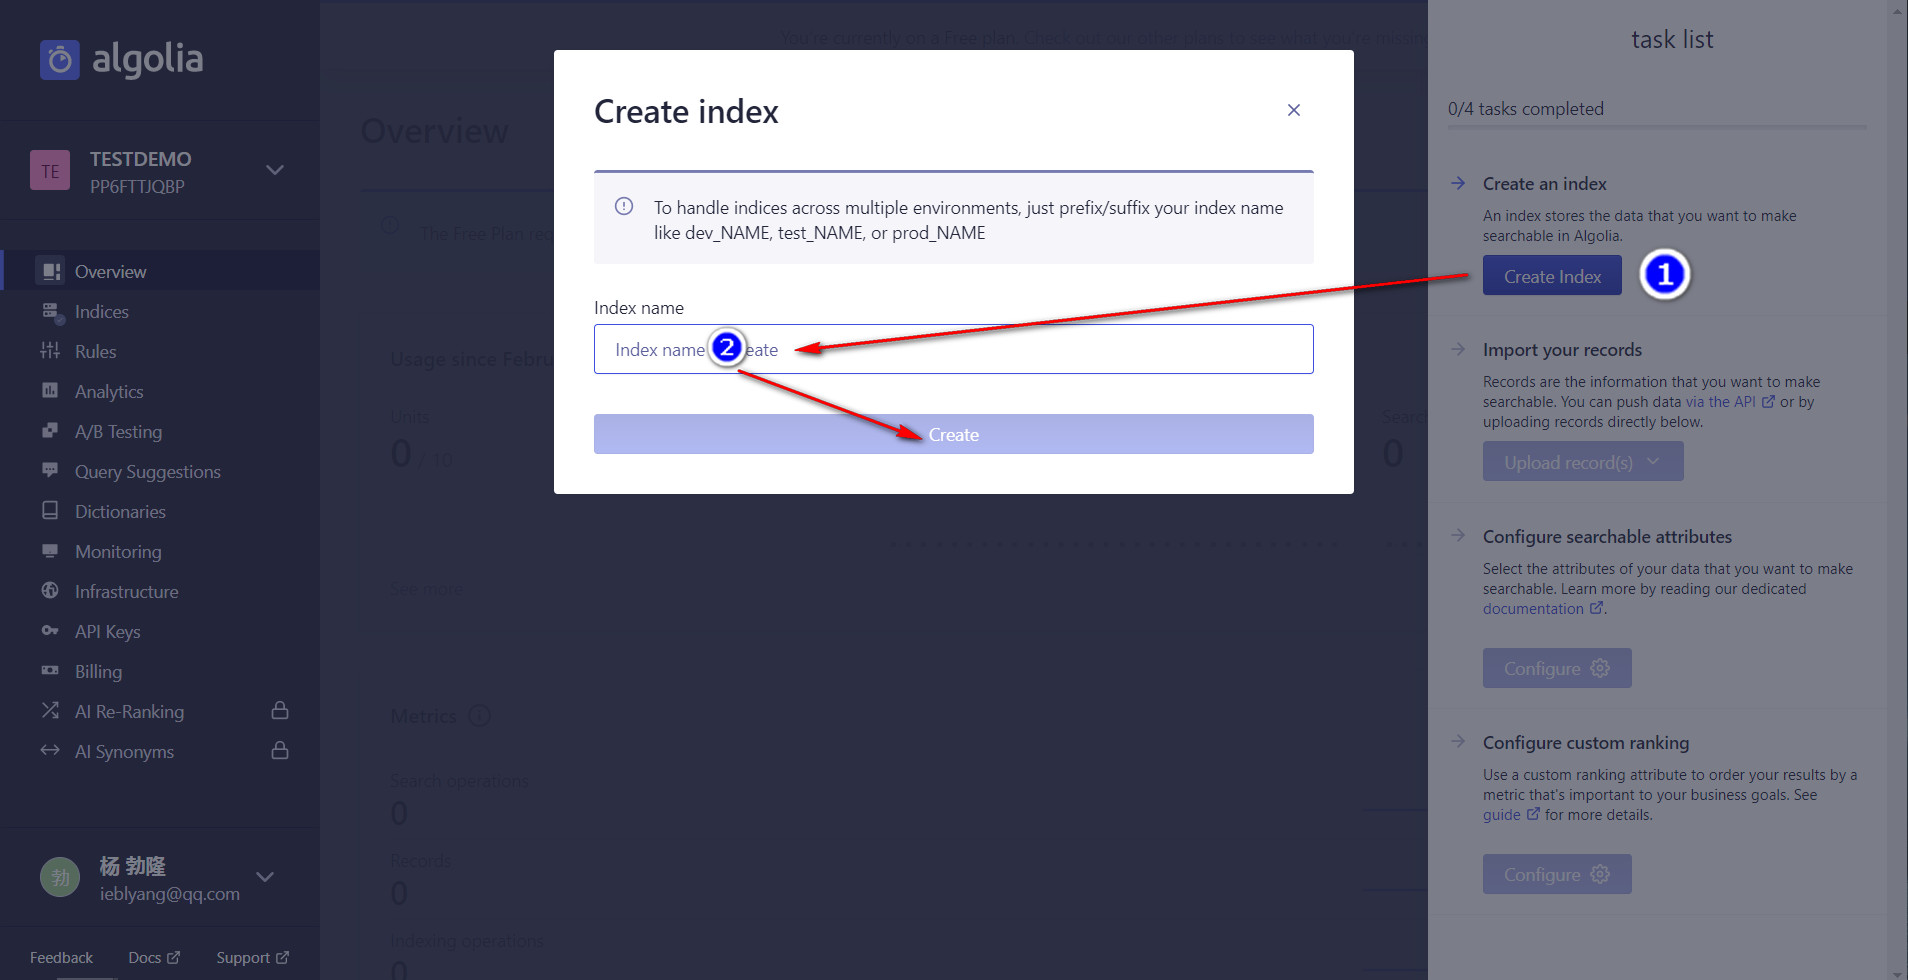 algolia
TE
TESTDEMO
PP6FTTJQBP
Overview
Indices
Rules
Analytics
A/B Testing
Query Suggestions
Dictionaries
Monitoring
Infrastructure
API Keys
Billing
AI Re-Ranking
AI Synonyms
勃
杨 勃隆
ieblyang@qq.com
Feedback
Docs
Support
You're currently on a Free plan. Check out our other plans to see what you're missin
Overview
The Free Plan req
Usage since Febru
Units
0 / 10
Search
0
See more
Metrics
Search operations
0
Records
0
Indexing operations
0
Create index
To handle indices across multiple environments, just prefix/suffix your index name
like dev_NAME, test_NAME, or prod_NAME
Index name
Index name 2 eate
Create
task list
0/4 tasks completed
Create an index
An index stores the data that you want to make
searchable in Algolia.
Create Index
1
Import your records
Records are the information that you want to make
searchable. You can push data via the API or by
uploading records directly below.
Upload record(s)
Configure searchable attributes
Select the attributes of your data that you want to make
searchable. Learn more by reading our dedicated
documentation .
Configure
Configure custom ranking
Use a custom ranking attribute to order your results by a
metric that's important to your business goals. See
guide for more details.
Configure